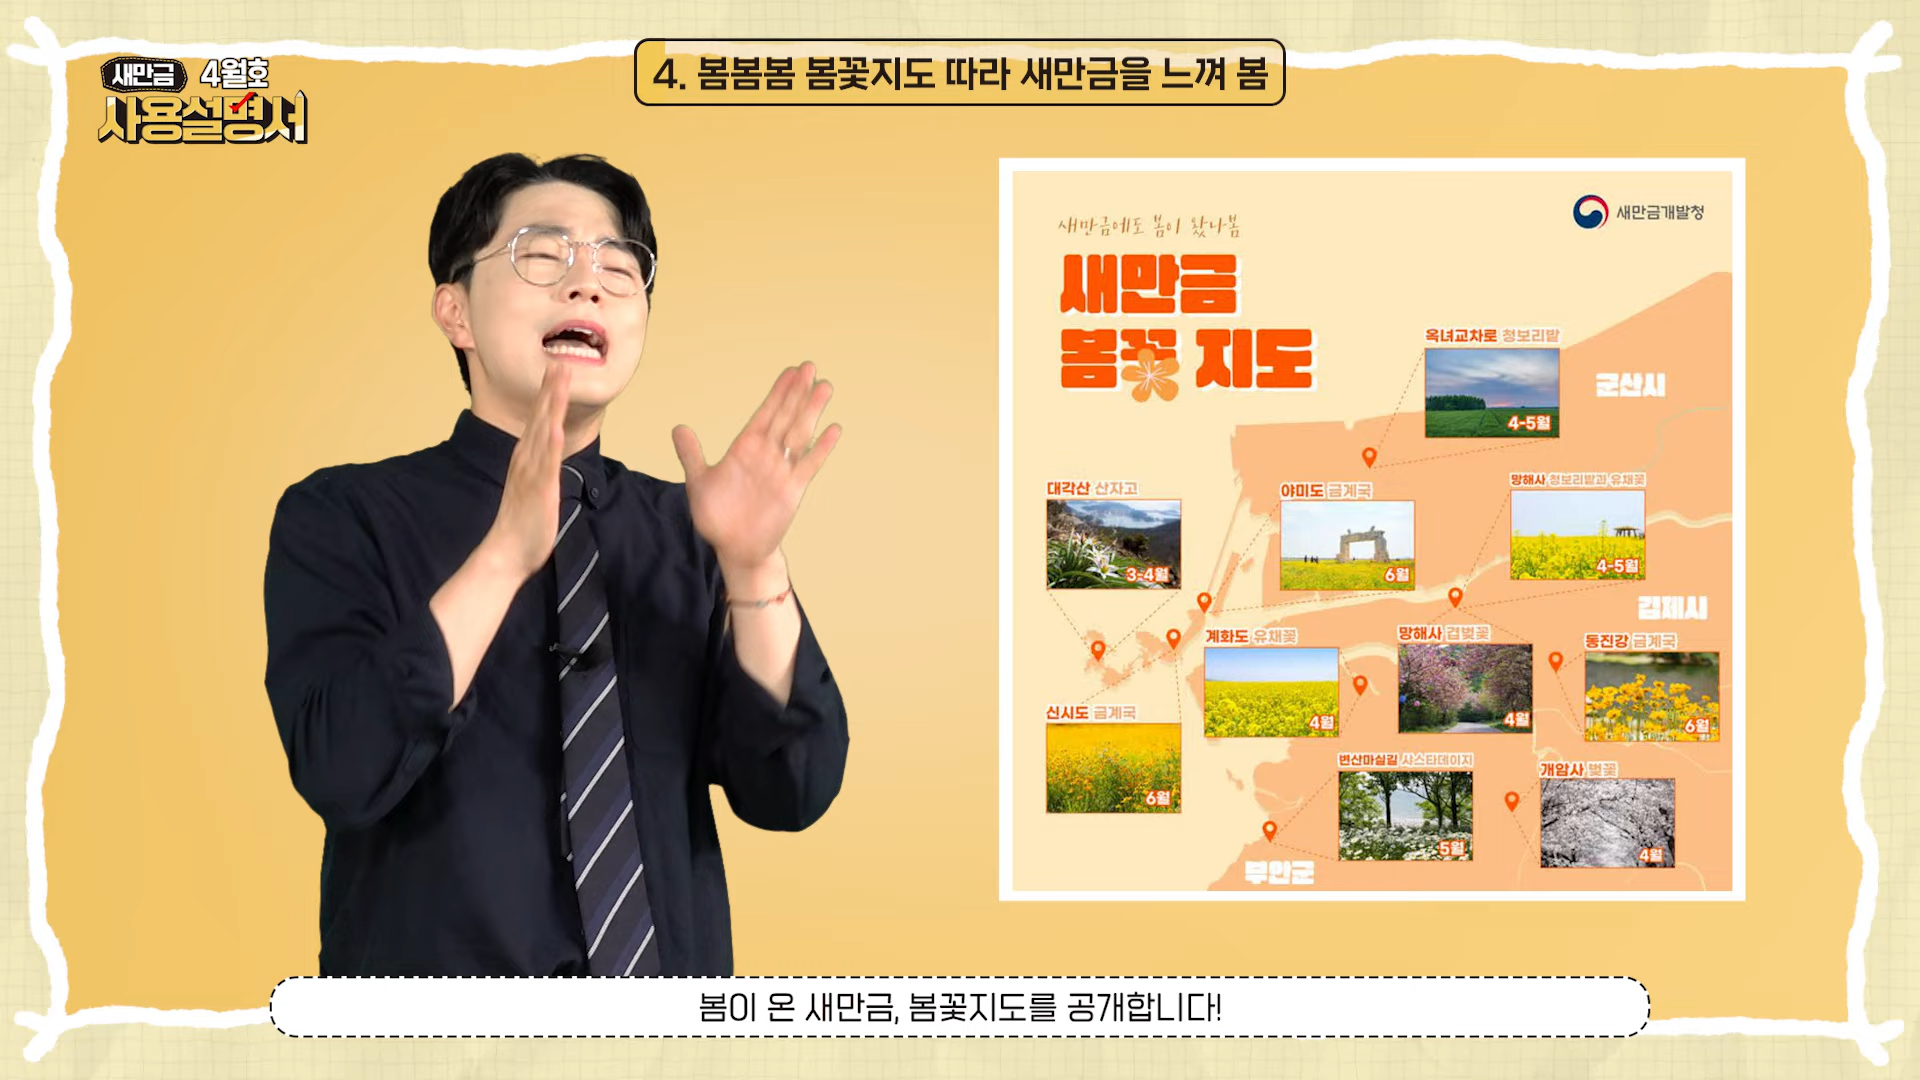 새만금 4월호
사용설명서
4. 봄봄봄 봄꽃지도 따라 새만금을 느껴 봄
새만금에도 봄이 왔나봄
새만금개발청
새만금
봄꽃 지도
옥녀교차로 청보리밭
4-5월
군산시
대각산 산자고
3-4월
야미도 금계국
6월
망해사 청보리밭과 유채꽃
4-5월
김제시
계화도 유채꽃
4월
망해사 겹벚꽃
4월
동진강 금계국
6월
신시도 금계국
6월
변산마실길 샤스타데이지
5월
개암사 벚꽃
4월
부안군
봄이 온 새만금, 봄꽃지도를 공개합니다!